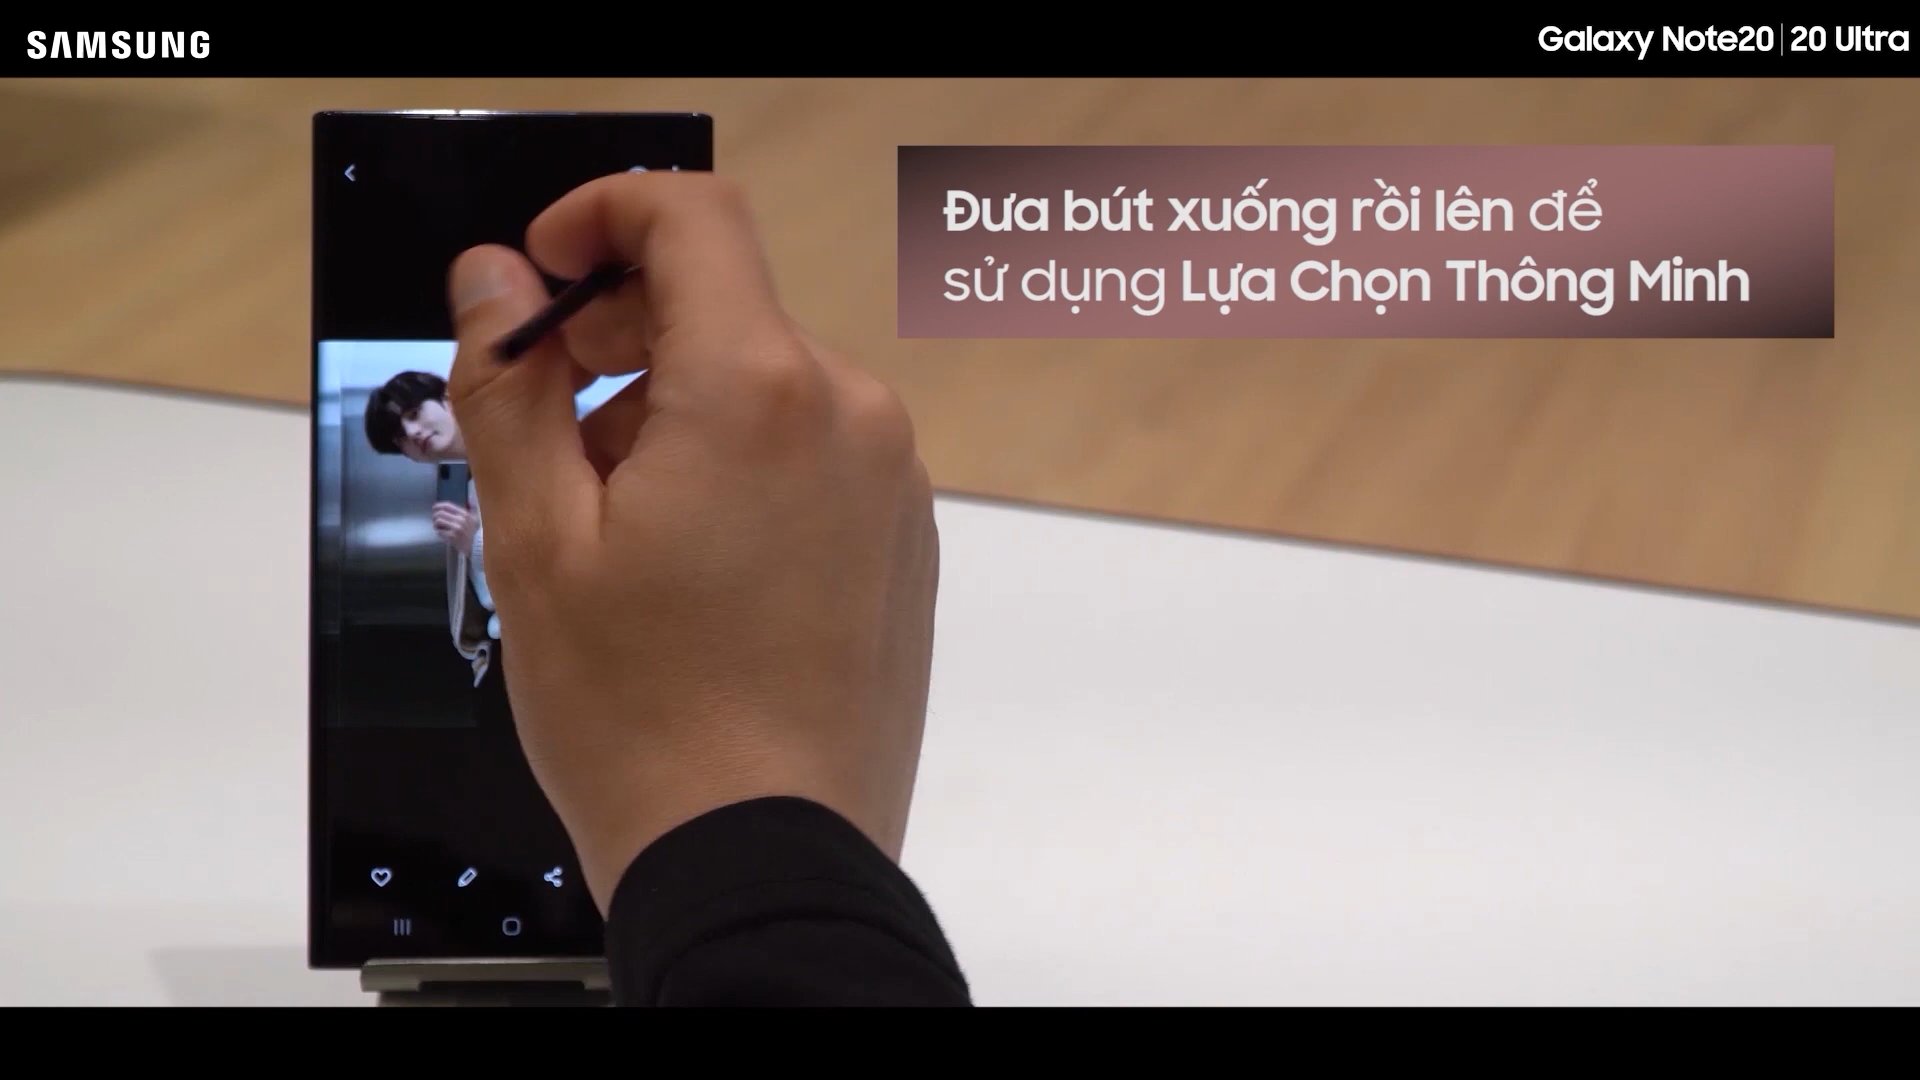 SAMSUNG
Galaxy Note20 | 20 Ultra
Đưa bút xuống rồi lên để
sử dụng Lựa Chọn Thông Minh